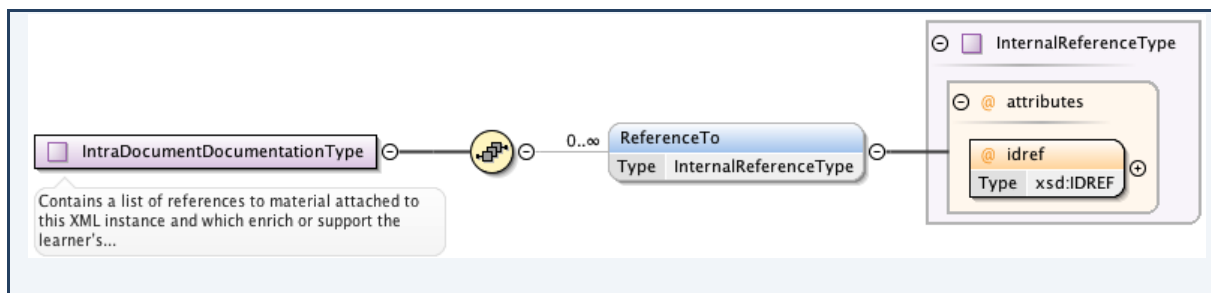 InternalReferenceType
@ attributes
IntraDocumentDocumentationType
0..∞
ReferenceTo
Type InternalReferenceType
@ idref
Type xsd:IDREF
Contains a list of references to material attached to
this XML instance and which enrich or support the
learner's...